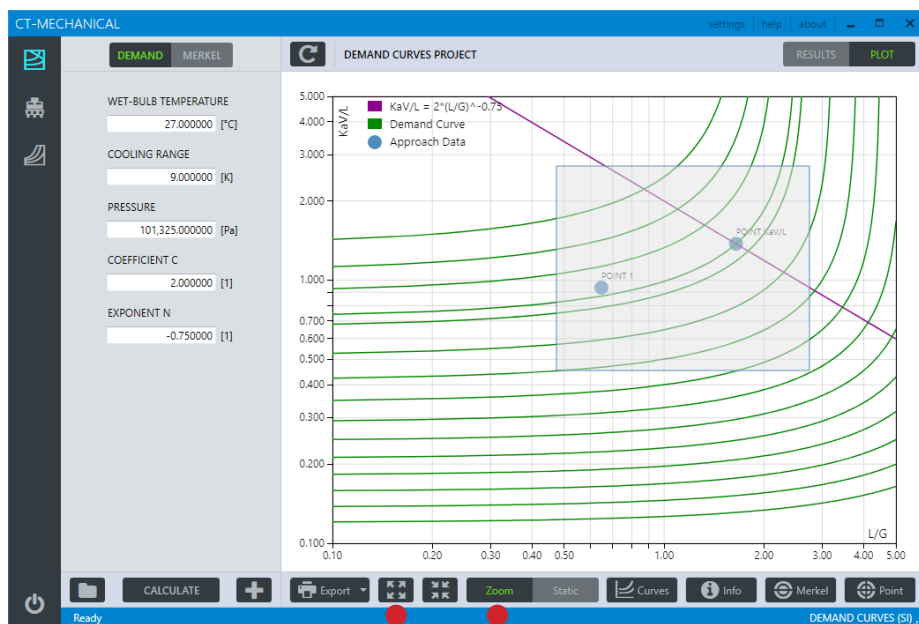 CT-MECHANICAL
settings | help | about
DEMAND MERKEL
DEMAND CURVES PROJECT
RESULTS PLOT
WET-BULB TEMPERATURE
27.000000 [°C]
COOLING RANGE
9.000000 [K]
PRESSURE
101,325.000000 [Pa]
COEFFICIENT C
2.000000 [1]
EXPONENT N
-0.750000 [1]
KaV/L
KaV/L = 2*(L/G)^-0.75
Demand Curve
Approach Data
POINT KaV/L
POINT 1
5.000
4.000
3.000
2.000
1.000
0.700
0.600
0.500
0.400
0.300
0.200
0.100
L/G
0.10 0.20 0.30 0.40 0.50 1.00 2.00 3.00 4.00 5.00
CALCULATE
Export Zoom Static Curves Info Merkel Point
Ready
DEMAND CURVES (SI)